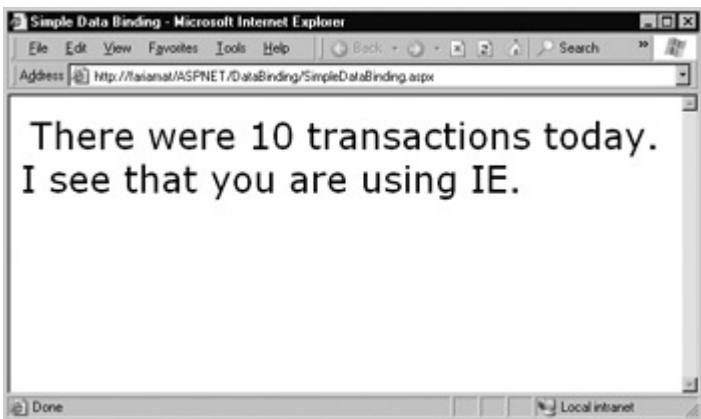 Simple Data Binding - Microsoft Internet Explorer
File Edit View Favorites Tools Help Back Search »
Address http://fariamat/ASPNET/DataBinding/SimpleDataBinding.aspx
There were 10 transactions today.
I see that you are using IE.
Done Local intranet